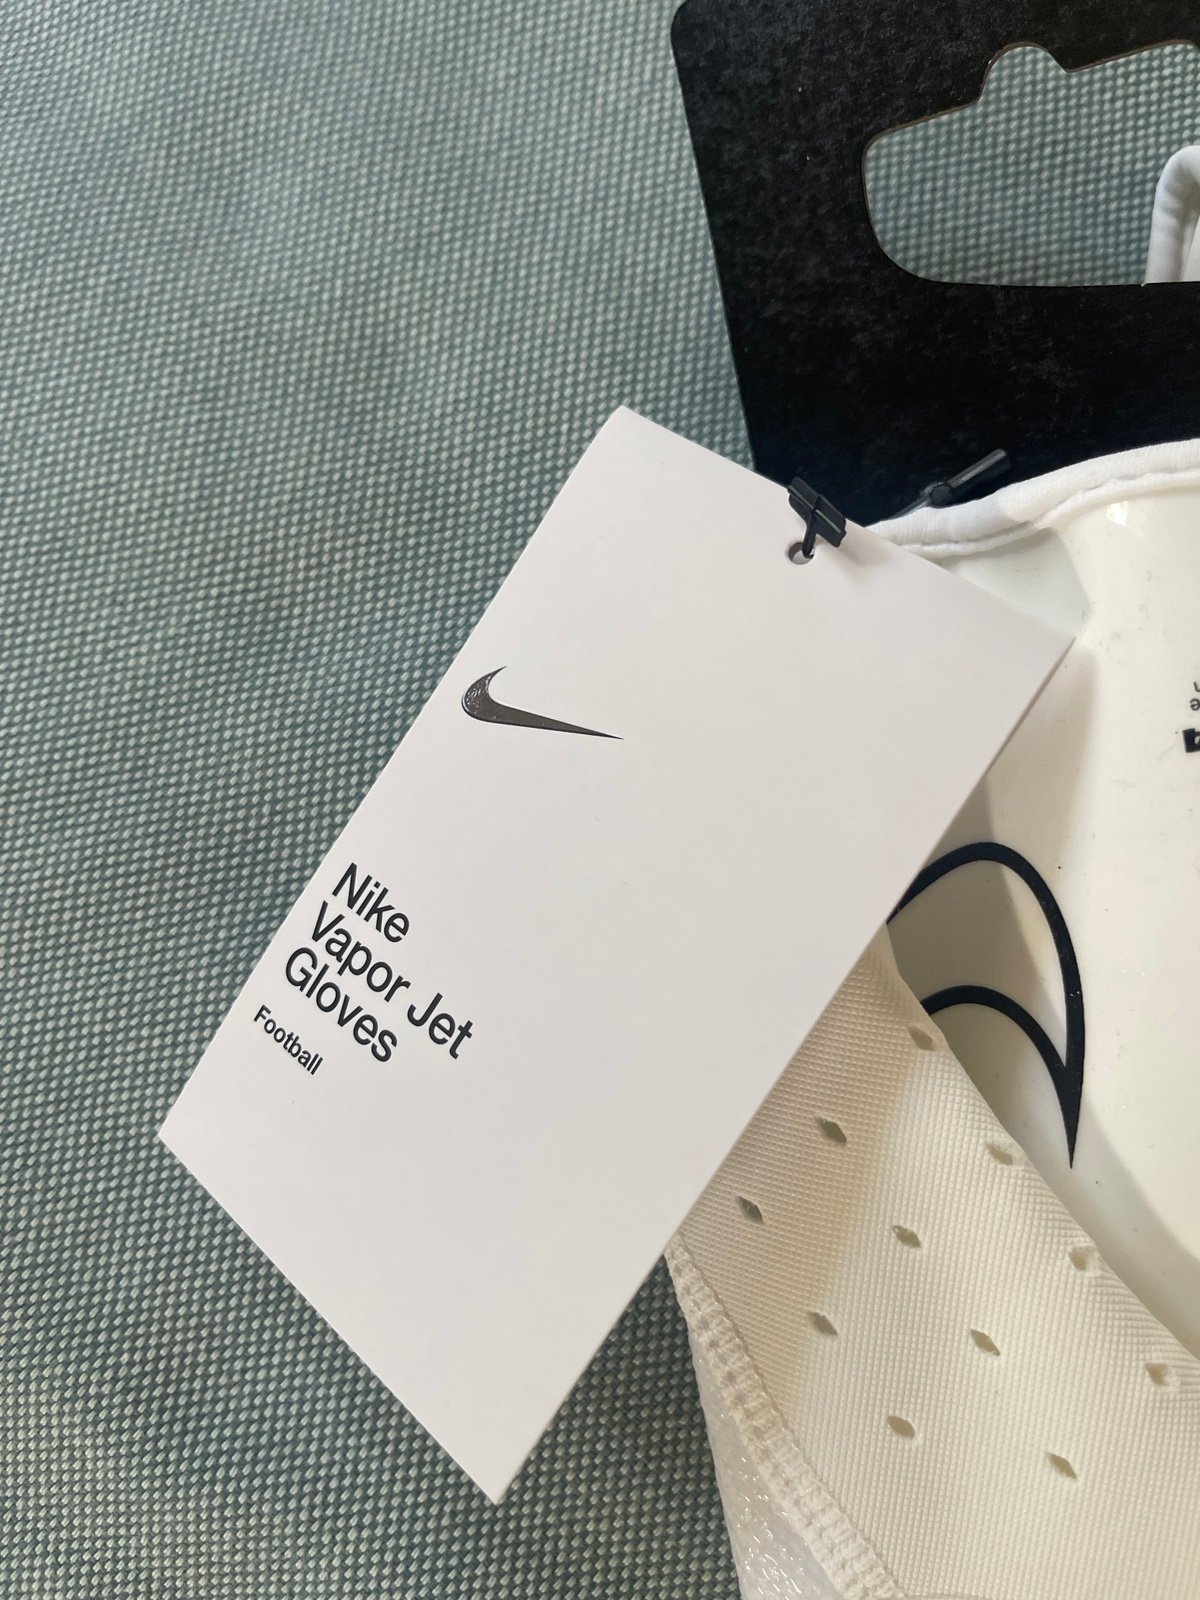 Nike
Vapor Jet
Gloves
Football